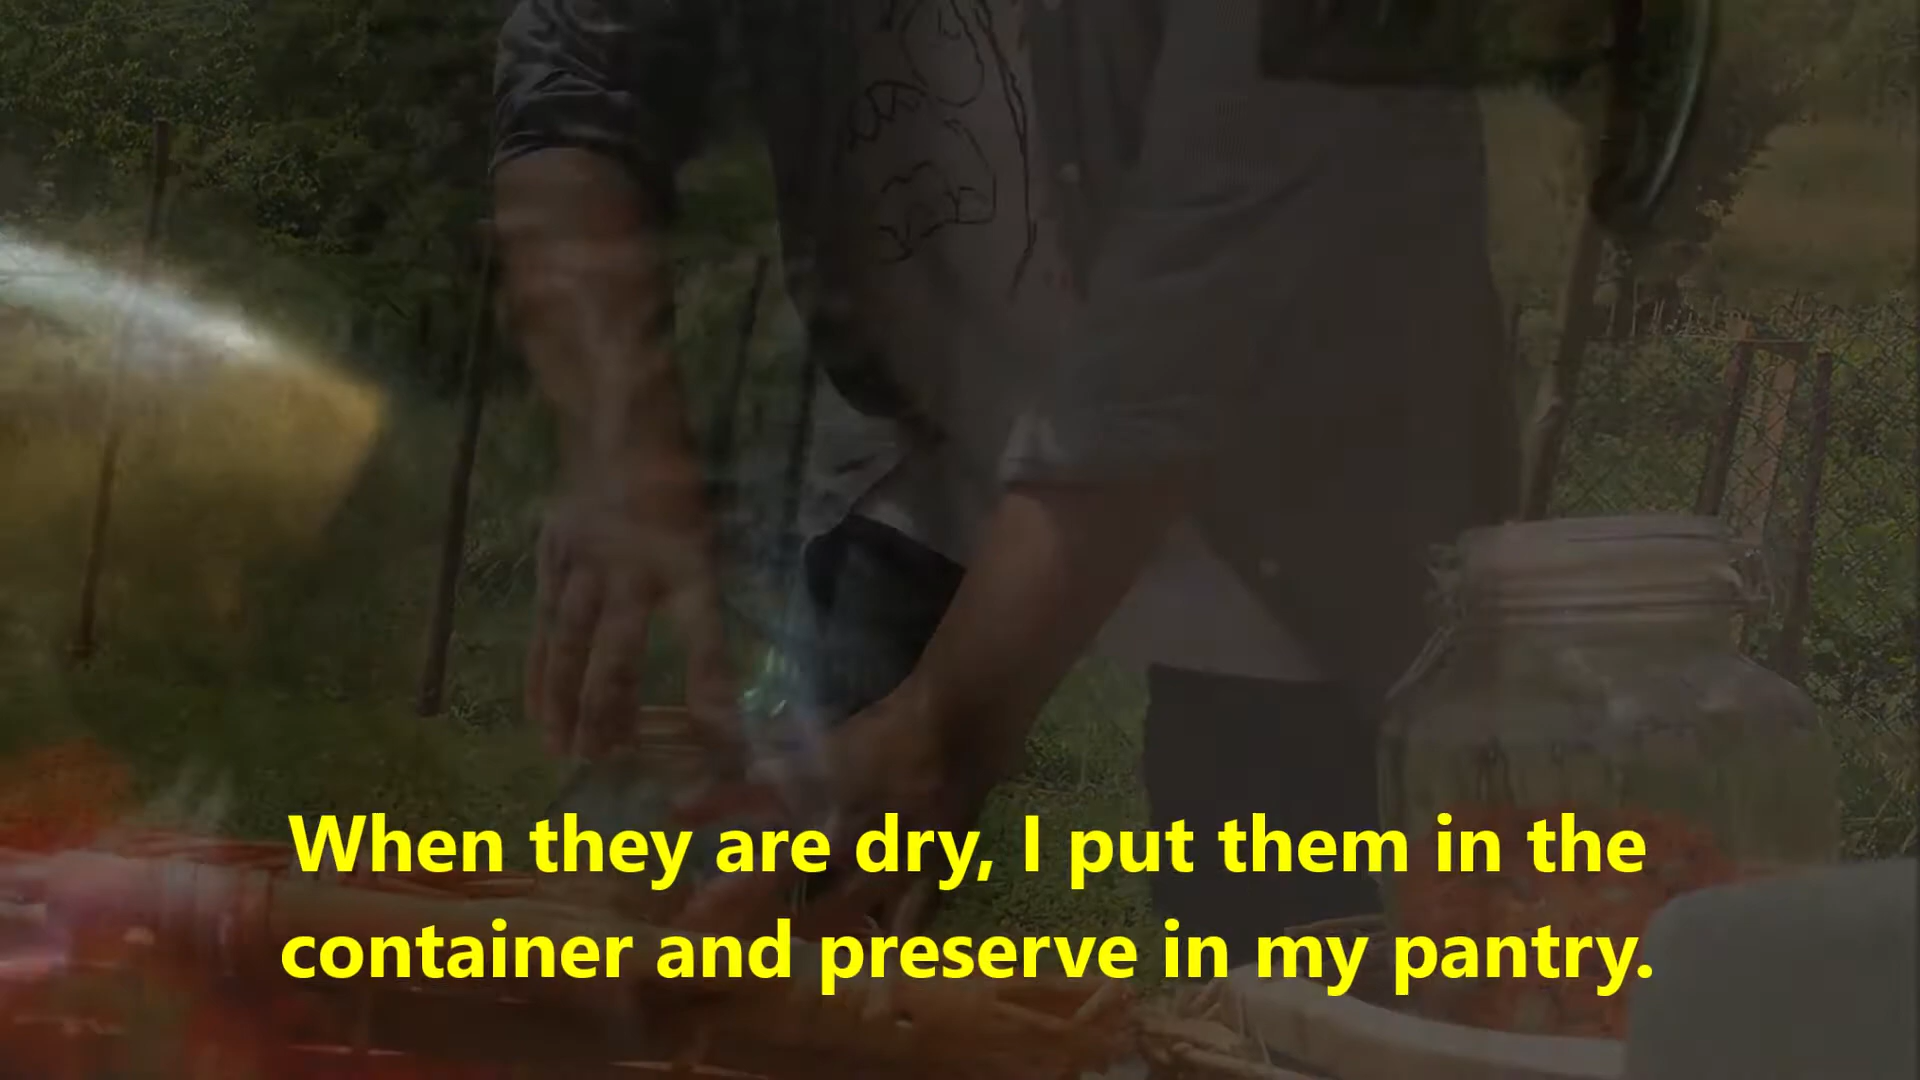 When they are dry, I put them in the
container and preserve in my pantry.